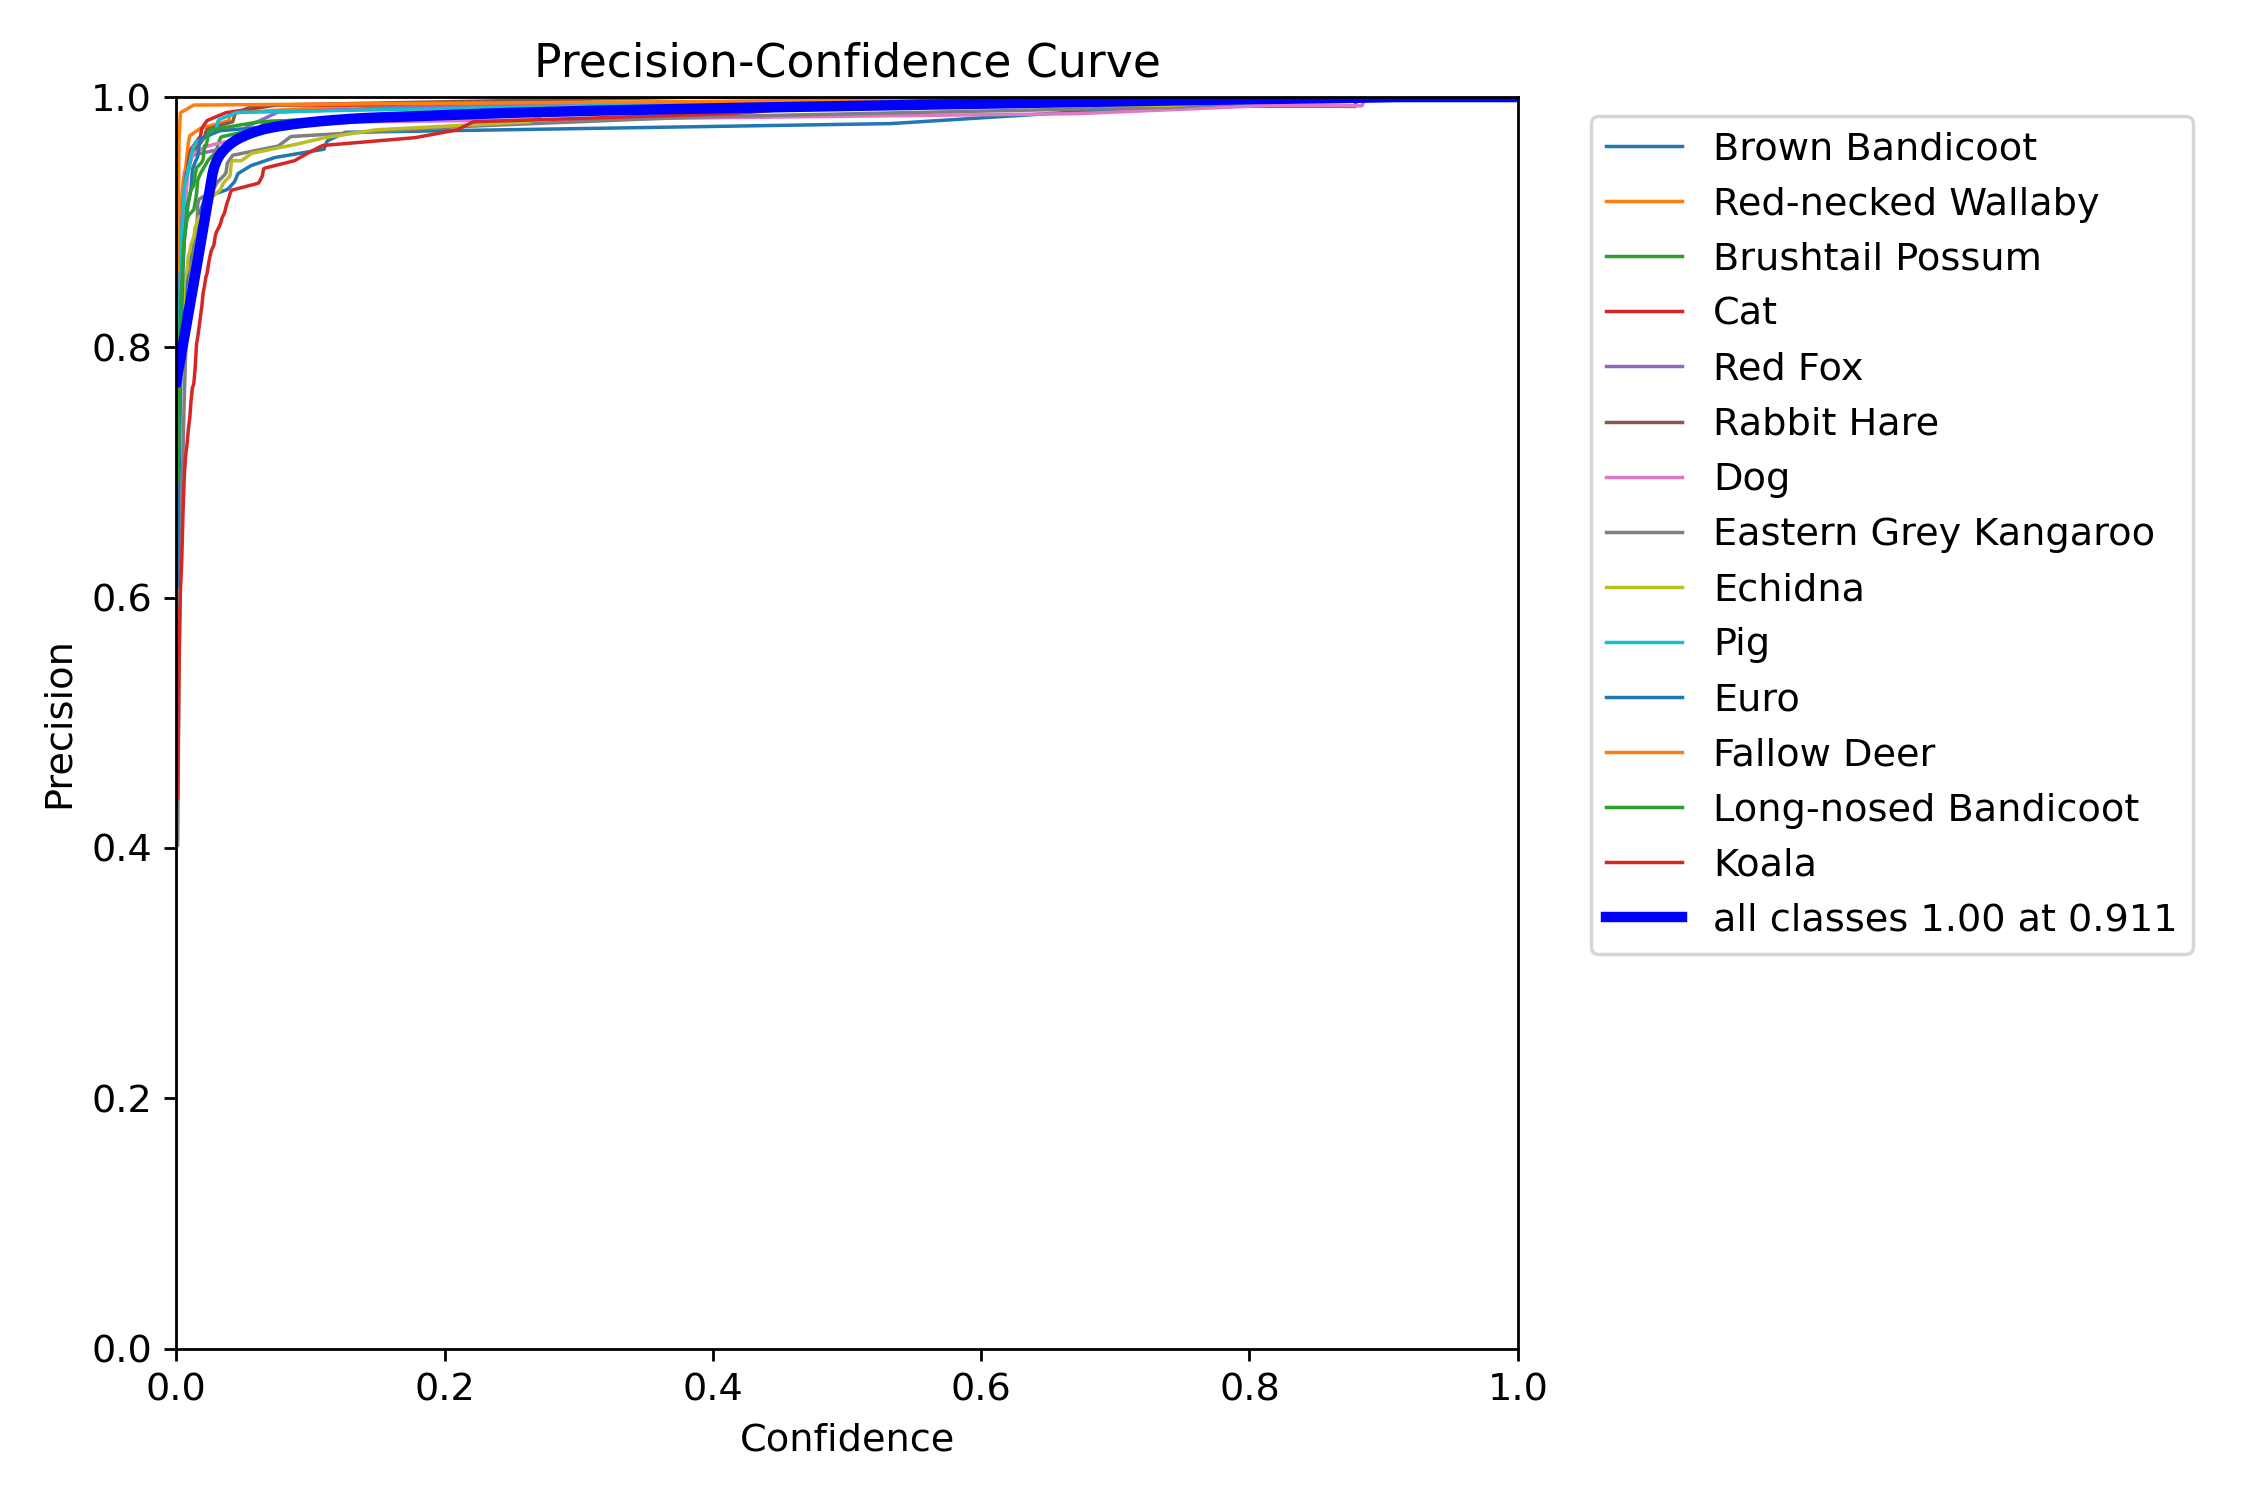 Precision-Confidence Curve
1.0
0.8
0.6
0.4
0.2
0.0
Precision
0.0 0.2 0.4 0.6 0.8 1.0
Confidence
Brown Bandicoot
Red-necked Wallaby
Brushtail Possum
Cat
Red Fox
Rabbit Hare
Dog
Eastern Grey Kangaroo
Echidna
Pig
Euro
Fallow Deer
Long-nosed Bandicoot
Koala
all classes 1.00 at 0.911